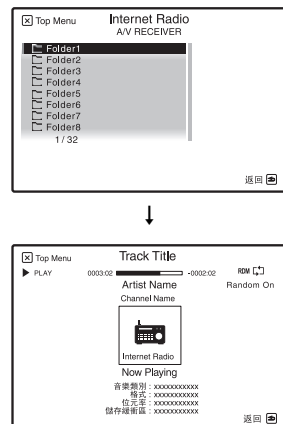 Top Menu
Internet Radio
A/V RECEIVER
Folder1
Folder2
Folder3
Folder4
Folder5
Folder6
Folder7
Folder8
1 / 32
返回
Top Menu
Track Title
PLAY
0003:02
-0002:02
RDM
Artist Name
Random On
Channel Name
Internet Radio
Now Playing
音樂類別 : xxxxxxxxxxx
格式 : xxxxxxxxxxx
位元率 : xxxxxxxxxxx
儲存緩衝區 : xxxxxxxxxxx
返回